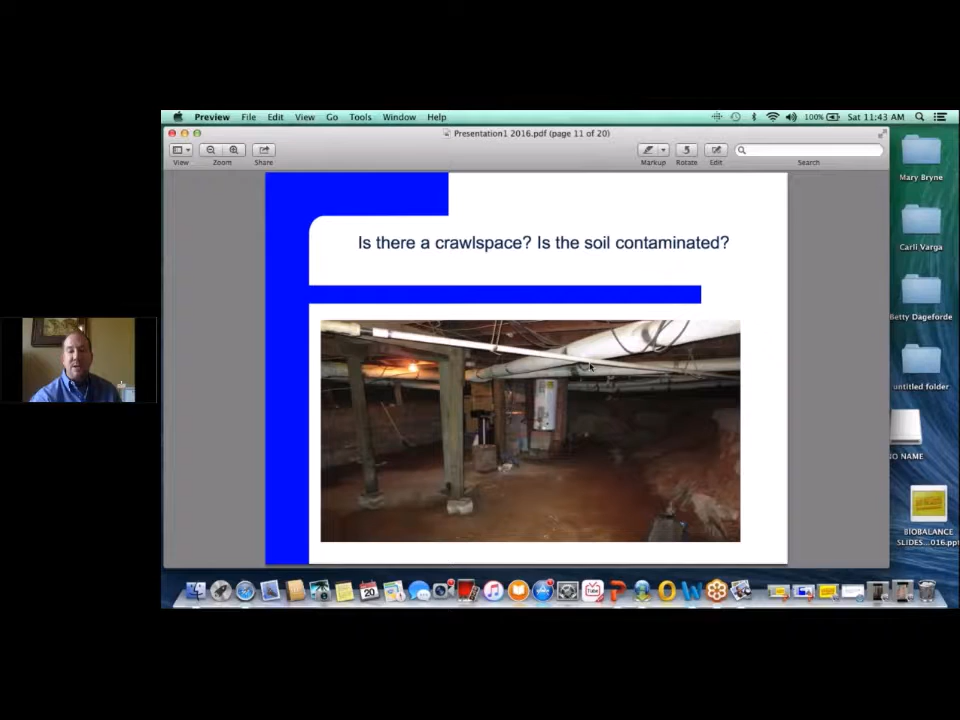 Preview File Edit View Go Tools Window Help
100% Sat 11:43 AM
Presentation1 2016.pdf (page 11 of 20)
View Zoom Share
Markup Rotate Edit Search
Is there a crawlspace? Is the soil contaminated?
Mary Bryne
Carli Varga
Betty Dageforde
untitled folder
NO NAME
BIOBALANCE
SLIDES...016.ppt
20
Tube